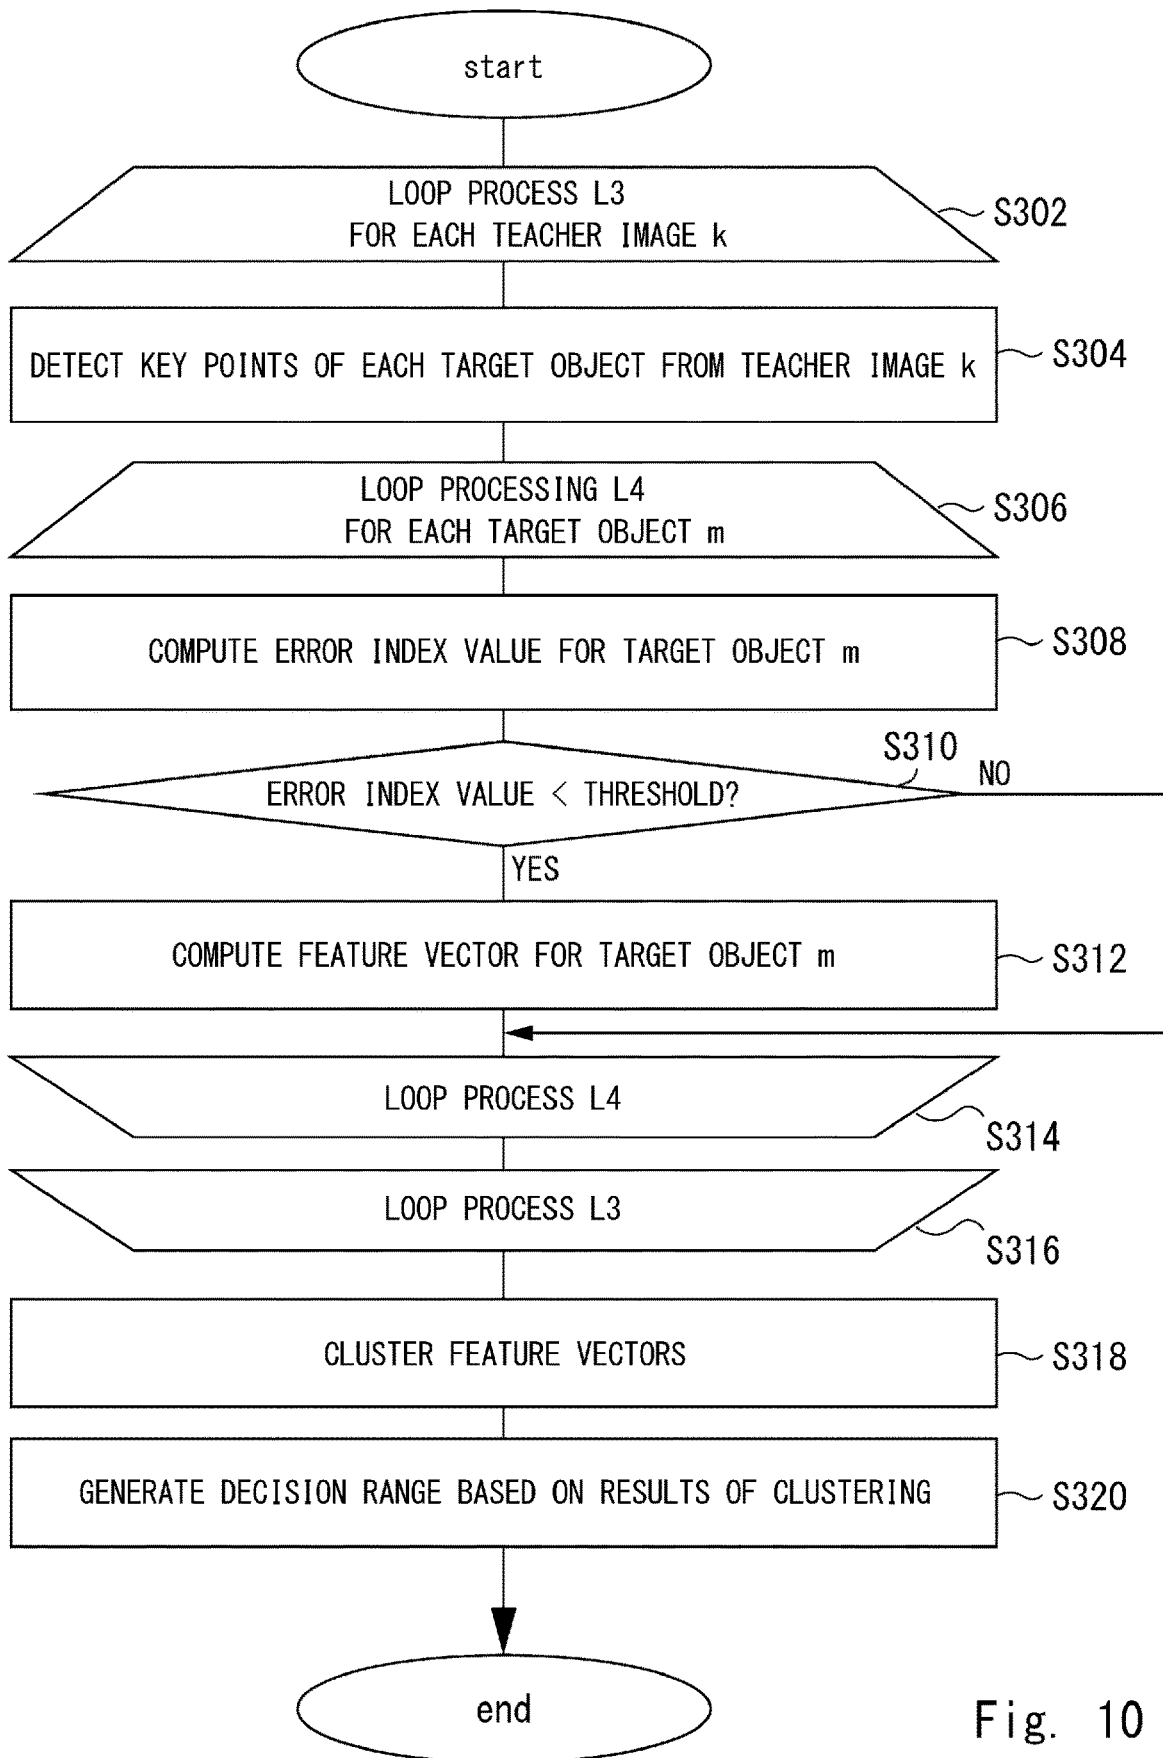 start
LOOP PROCESS L3
FOR EACH TEACHER IMAGE k
S302
DETECT KEY POINTS OF EACH TARGET OBJECT FROM TEACHER IMAGE k
S304
LOOP PROCESSING L4
FOR EACH TARGET OBJECT m
S306
COMPUTE ERROR INDEX VALUE FOR TARGET OBJECT m
S308
S310
ERROR INDEX VALUE < THRESHOLD?
NO
YES
COMPUTE FEATURE VECTOR FOR TARGET OBJECT m
S312
LOOP PROCESS L4
S314
LOOP PROCESS L3
S316
CLUSTER FEATURE VECTORS
S318
GENERATE DECISION RANGE BASED ON RESULTS OF CLUSTERING
S320
end
Fig. 10